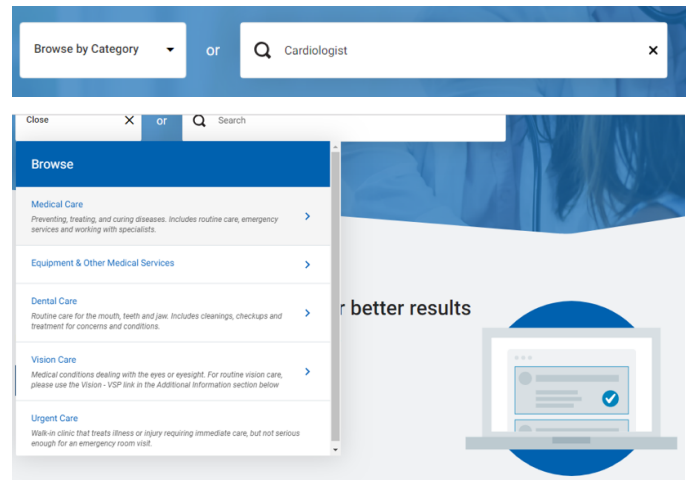 Browse by Category or Cardiologist
Close or Search
Browse
Medical Care
Preventing, treating, and curing diseases. Includes routine care, emergency
services and working with specialists.
Equipment & Other Medical Services
Dental Care
Routine care for the mouth, teeth and jaw. Includes cleanings, checkups and
treatment for concerns and conditions.
r better results
Vision Care
Medical conditions dealing with the eyes or eyesight. For routine vision care,
please use the Vision - VSP link in the Additional Information section below
Urgent Care
Walk-in clinic that treats illness or injury requiring immediate care, but not serious
enough for an emergency room visit.